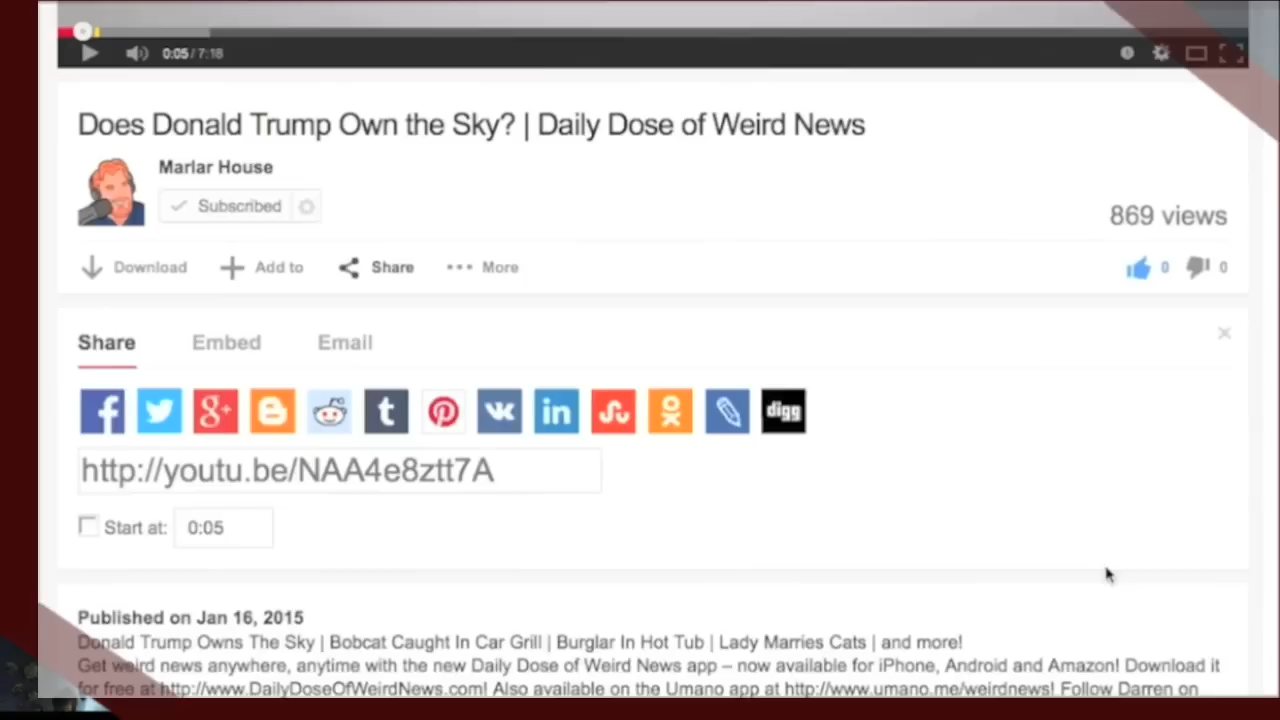 0:05 / 7:18
Does Donald Trump Own the Sky? | Daily Dose of Weird News
Marlar House
Subscribed
869 views
Download Add to Share More 0 0
Share Embed Email
f g+ B t P vk in digg
http://youtu.be/NAA4e8ztt7A
Start at: 0:05
Published on Jan 16, 2015
Donald Trump Owns The Sky | Bobcat Caught In Car Grill | Burglar In Hot Tub | Lady Marries Cats | and more!
Get weird news anywhere, anytime with the new Daily Dose of Weird News app – now available for iPhone, Android and Amazon! Download it
for free at http://www.DailyDoseOfWeirdNews.com! Also available on the Umano app at http://www.umano.me/weirdnews! Follow Darren on